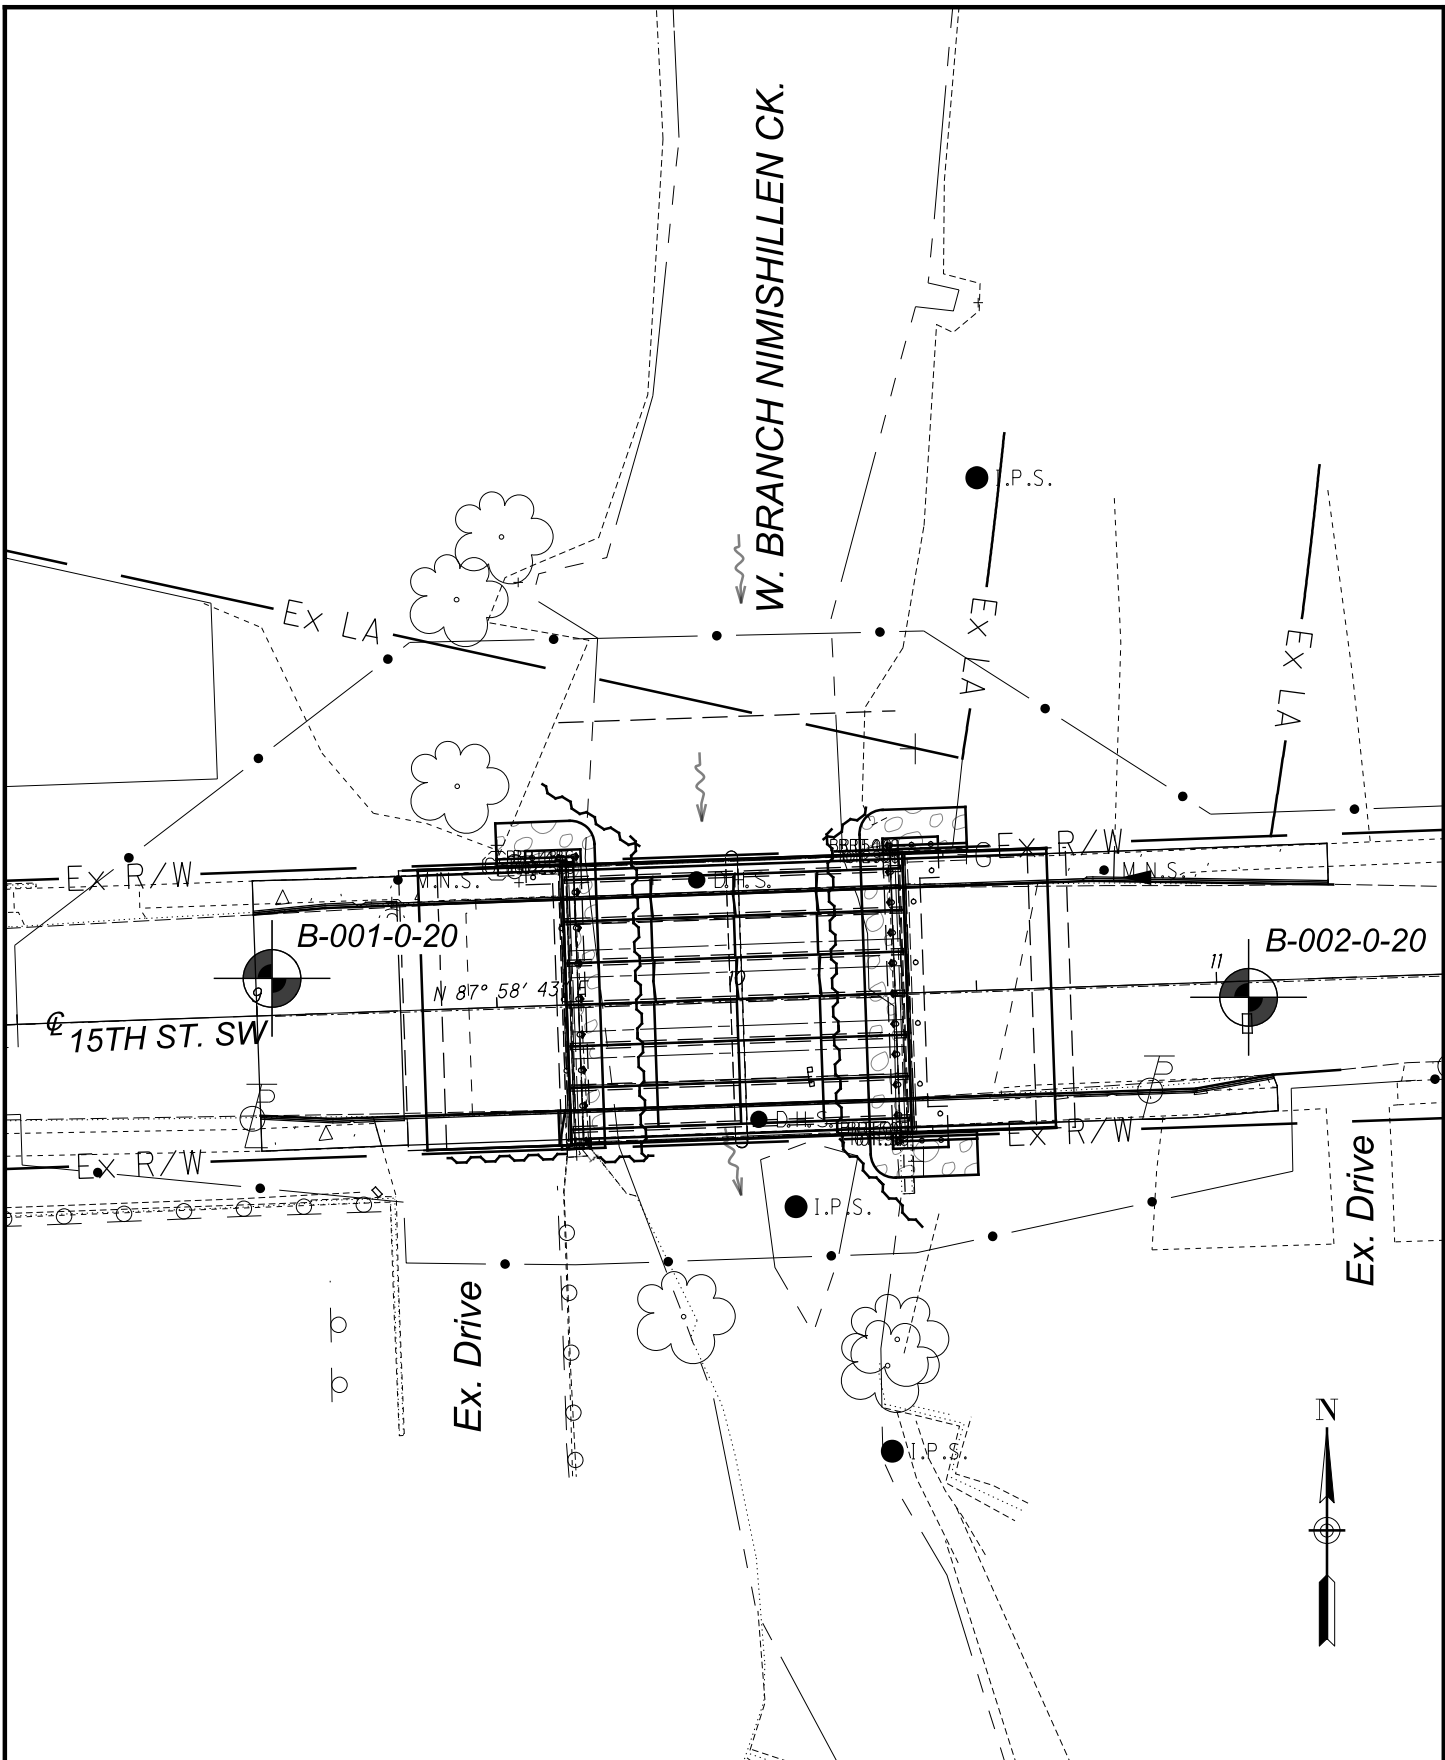 W. BRANCH NIMISHILLEN CK.
I.P.S.
Ex LA
Ex LA
Ex LA
Ex R/W
Ex R/W
M.N.S.
D.H.S.
M.N.S.
B-001-0-20
B-002-0-20
9
N 87° 58' 43" E
10
11
℄ 15TH ST. SW
P
P
D.H.S.
Ex R/W
Ex R/W
I.P.S.
Ex. Drive
Ex. Drive
N
I.P.S.